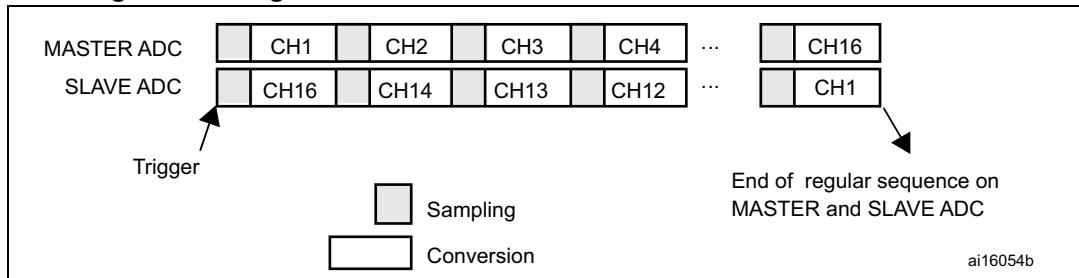 MASTER ADC CH1 CH2 CH3 CH4 ... CH16
SLAVE ADC CH16 CH14 CH13 CH12 ... CH1
Trigger
End of regular sequence on
MASTER and SLAVE ADC
Sampling
Conversion
ai16054b